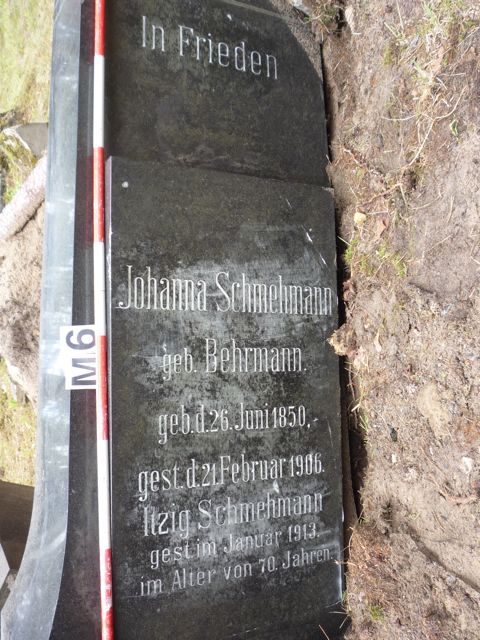 In Frieden
Johanna Schmehmann
geb. Behrmann.
geb.d.26.Juni 1850,
gest.d.21.Februar 1906.
Itzig Schmehmann
gest.im Januar 1913.
im Alter von 70. Jahren.
M6